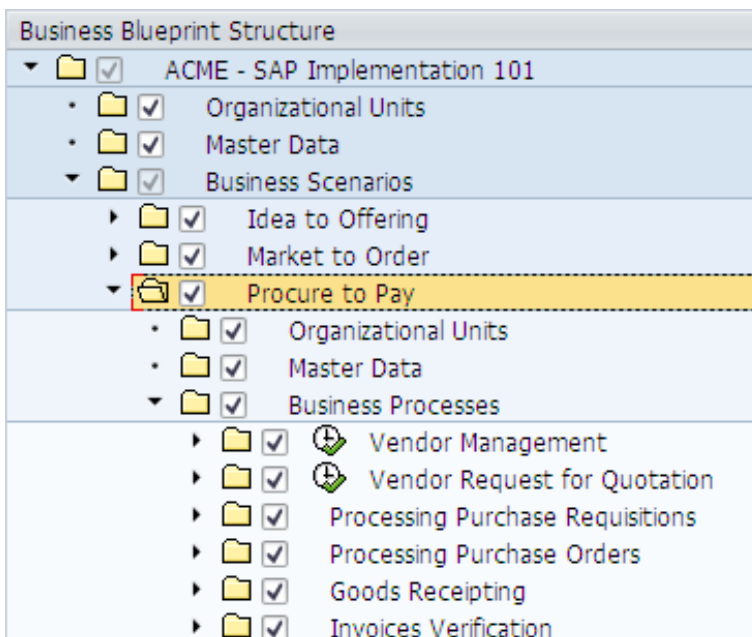 Business Blueprint Structure
ACME - SAP Implementation 101
Organizational Units
Master Data
Business Scenarios
Idea to Offering
Market to Order
Procure to Pay
Organizational Units
Master Data
Business Processes
Vendor Management
Vendor Request for Quotation
Processing Purchase Requisitions
Processing Purchase Orders
Goods Receipting
Invoices Verification